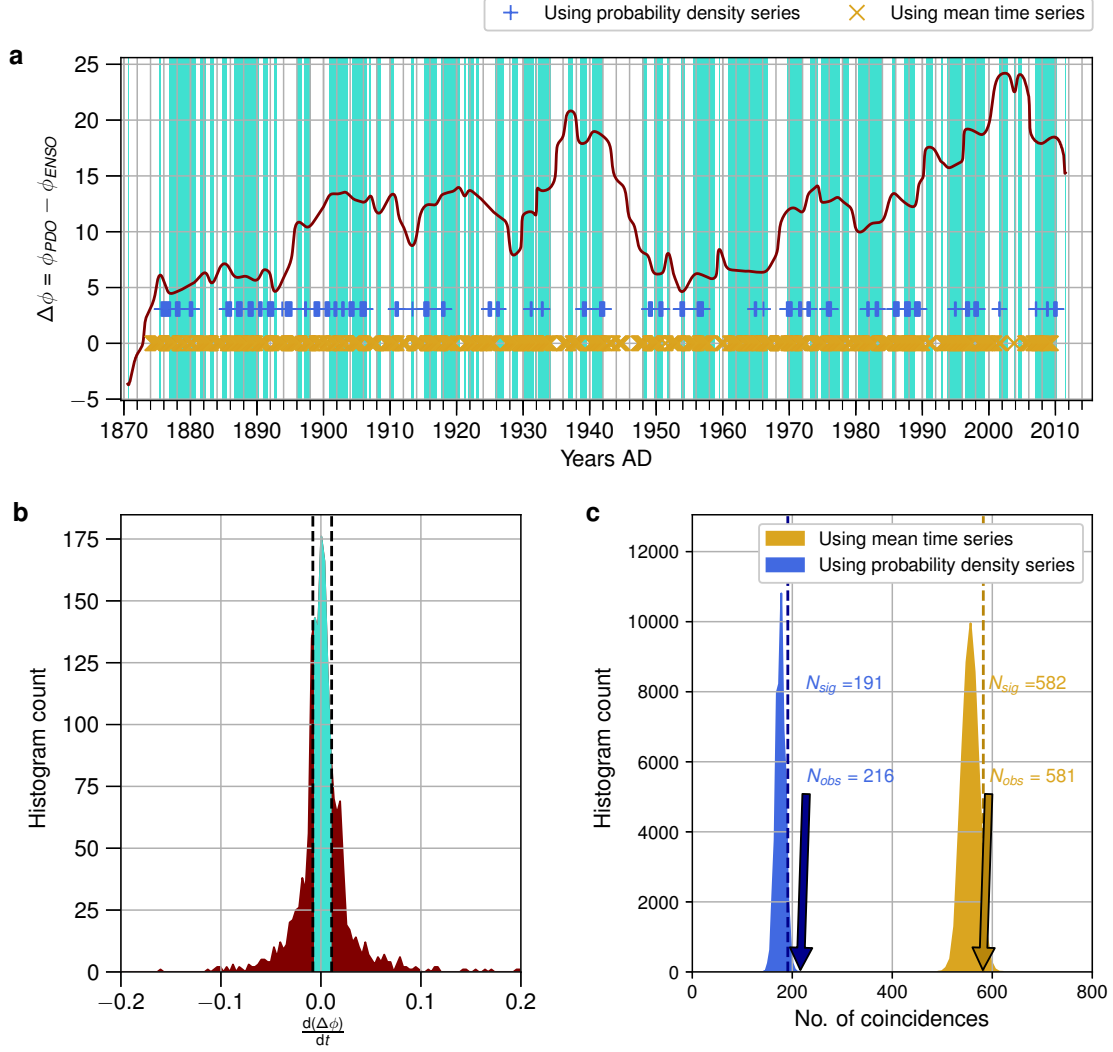 Using probability density series Using mean time series
a
Δϕ = ϕPDO − ϕENSO
25
20
15
10
5
0
−5
1870 1880 1890 1900 1910 1920 1930 1940 1950 1960 1970 1980 1990 2000 2010
Years AD
b
Histogram count
175
150
125
100
75
50
25
0
−0.2 −0.1 0.0 0.1 0.2
d(Δϕ)
dt
c
Using mean time series
Using probability density series
Histogram count
12000
10000
8000
6000
4000
2000
0
Nsig =191 Nsig =582
Nobs = 216 Nobs = 581
0 200 400 600 800
No. of coincidences